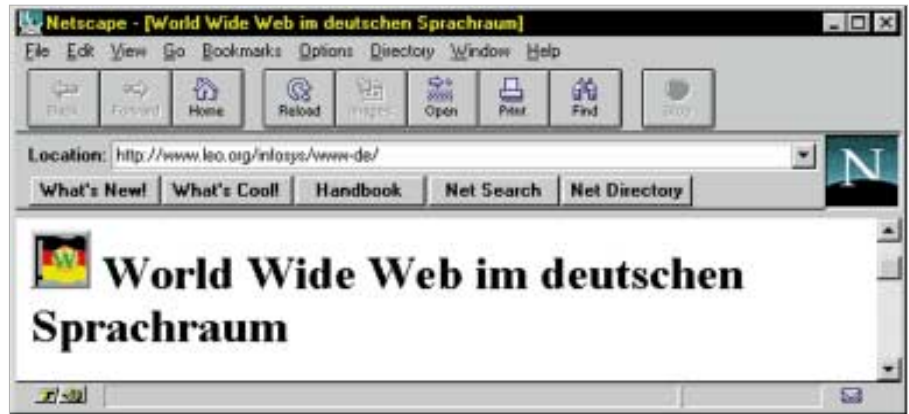 Netscape - [World Wide Web im deutschen Sprachraum]
File Edit View Go Bookmarks Options Directory Window Help
Back Forward Home Reload Images Open Print Find Stop
Location: http://www.leo.org/infosys/www-de/
N
What's New! What's Cool! Handbook Net Search Net Directory
W World Wide Web im deutschen
Sprachraum